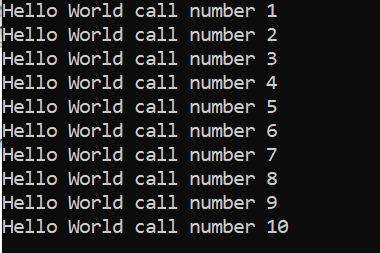 Hello World call number 1
Hello World call number 2
Hello World call number 3
Hello World call number 4
Hello World call number 5
Hello World call number 6
Hello World call number 7
Hello World call number 8
Hello World call number 9
Hello World call number 10